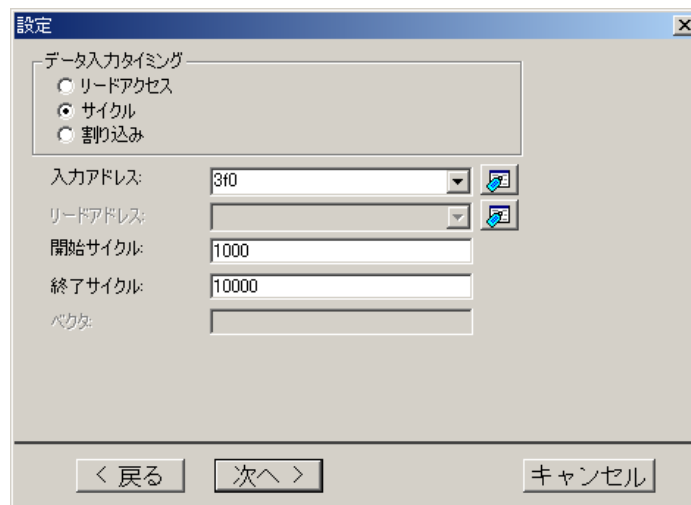 設定
データ入力タイミング
リードアクセス
サイクル
割り込み
入力アドレス: 3f0
リードアドレス:
開始サイクル: 1000
終了サイクル: 10000
ベクタ:
< 戻る 次へ > キャンセル